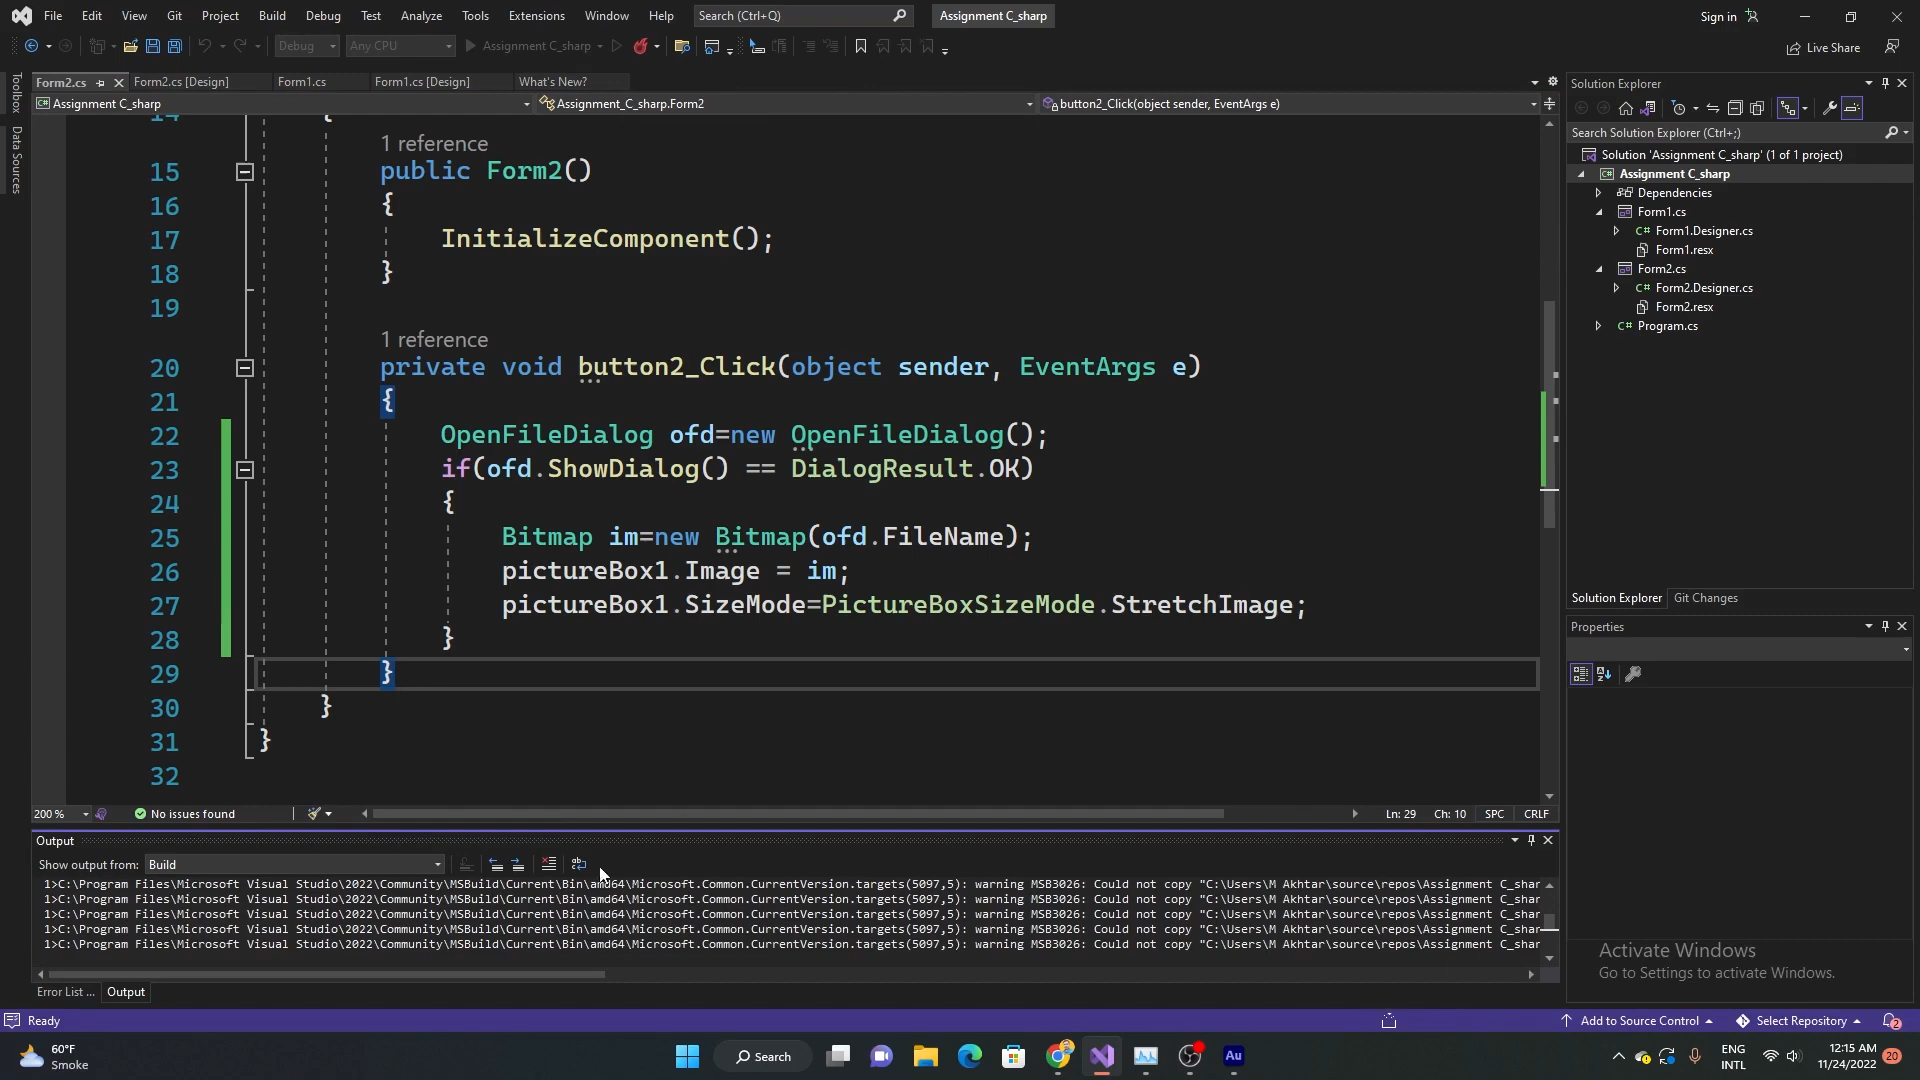 File Edit View Git Project Build Debug Test Analyze Tools Extensions Window Help Search (Ctrl+Q) Assignment C_sharp Sign in
Debug Any CPU Assignment C_sharp Live Share
Form2.cs Form2.cs [Design] Form1.cs Form1.cs [Design] What's New?
Assignment C_sharp Assignment_C_sharp.Form2 button2_Click(object sender, EventArgs e)
Toolbox
Data Sources
14 {
1 reference
15 public Form2()
16 {
17 InitializeComponent();
18 }
19
1 reference
20 private void button2_Click(object sender, EventArgs e)
21 {
22 OpenFileDialog ofd=new OpenFileDialog();
23 if(ofd.ShowDialog() == DialogResult.OK)
24 {
25 Bitmap im=new Bitmap(ofd.FileName);
26 pictureBox1.Image = im;
27 pictureBox1.SizeMode=PictureBoxSizeMode.StretchImage;
28 }
29 }
30 }
31 }
32
200 % No issues found Ln: 29 Ch: 10 SPC CRLF
Output
Show output from: Build
1>C:\Program Files\Microsoft Visual Studio\2022\Community\MSBuild\Current\Bin\amd64\Microsoft.Common.CurrentVersion.targets(5097,5): warning MSB3026: Could not copy "C:\Users\M Akhtar\source\repos\Assignment C_shar
1>C:\Program Files\Microsoft Visual Studio\2022\Community\MSBuild\Current\Bin\amd64\Microsoft.Common.CurrentVersion.targets(5097,5): warning MSB3026: Could not copy "C:\Users\M Akhtar\source\repos\Assignment C_shar
1>C:\Program Files\Microsoft Visual Studio\2022\Community\MSBuild\Current\Bin\amd64\Microsoft.Common.CurrentVersion.targets(5097,5): warning MSB3026: Could not copy "C:\Users\M Akhtar\source\repos\Assignment C_shar
1>C:\Program Files\Microsoft Visual Studio\2022\Community\MSBuild\Current\Bin\amd64\Microsoft.Common.CurrentVersion.targets(5097,5): warning MSB3026: Could not copy "C:\Users\M Akhtar\source\repos\Assignment C_shar
1>C:\Program Files\Microsoft Visual Studio\2022\Community\MSBuild\Current\Bin\amd64\Microsoft.Common.CurrentVersion.targets(5097,5): warning MSB3026: Could not copy "C:\Users\M Akhtar\source\repos\Assignment C_shar
Error List ... Output
Solution Explorer
Search Solution Explorer (Ctrl+;)
Solution 'Assignment C_sharp' (1 of 1 project)
C# Assignment C_sharp
Dependencies
Form1.cs
C# Form1.Designer.cs
Form1.resx
Form2.cs
C# Form2.Designer.cs
Form2.resx
C# Program.cs
Solution Explorer Git Changes
Properties
Activate Windows
Go to Settings to activate Windows.
Ready Add to Source Control Select Repository 2
60°F
Smoke
Search
Au
ENG
INTL
12:15 AM
11/24/2022
20